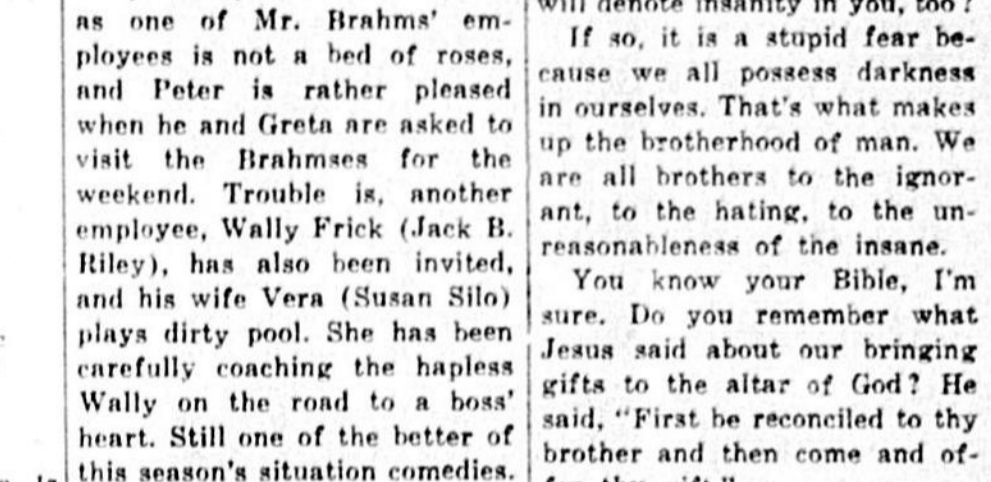 as one of Mr. Brahms' em-
ployees is not a bed of roses,
and Peter is rather pleased
when he and Greta are asked to
visit the Brahmses for the
weekend. Trouble is, another
employee, Wally Frick (Jack B.
Riley), has also been invited,
and his wife Vera (Susan Silo)
plays dirty pool. She has been
carefully coaching the hapless
Wally on the road to a boss'
heart. Still one of the better of
this season's situation comedies.
will denote insanity in you, too?
If so, it is a stupid fear be-
cause we all possess darkness
in ourselves. That's what makes
up the brotherhood of man. We
are all brothers to the ignor-
ant, to the hating, to the un-
reasonableness of the insane.
You know your Bible, I'm
sure. Do you remember what
Jesus said about our bringing
gifts to the altar of God? He
said, "First be reconciled to thy
brother and then come and of-